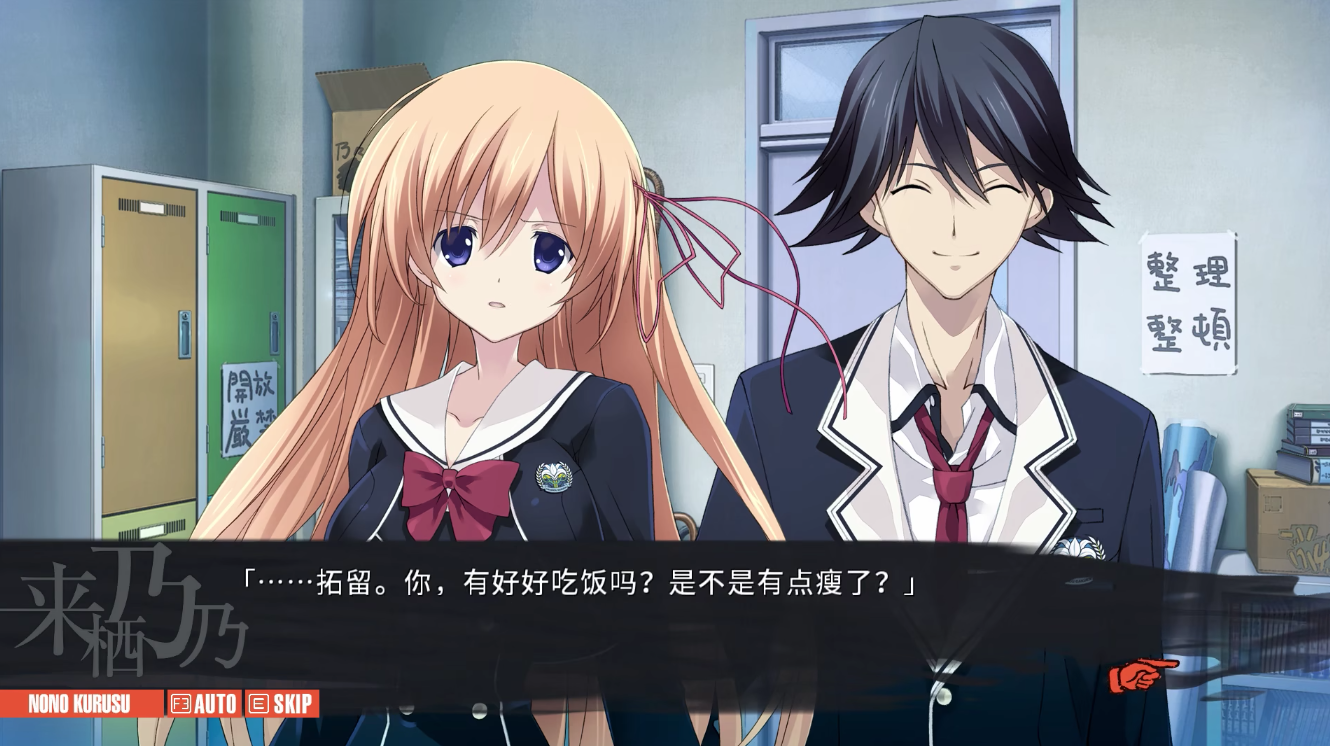 乃
開放
厳禁
整理
整頓
「……拓留。你，有好好吃饭吗？是不是有点瘦了？」
来栖乃乃
NONO KURUSU
F3 AUTO
E SKIP